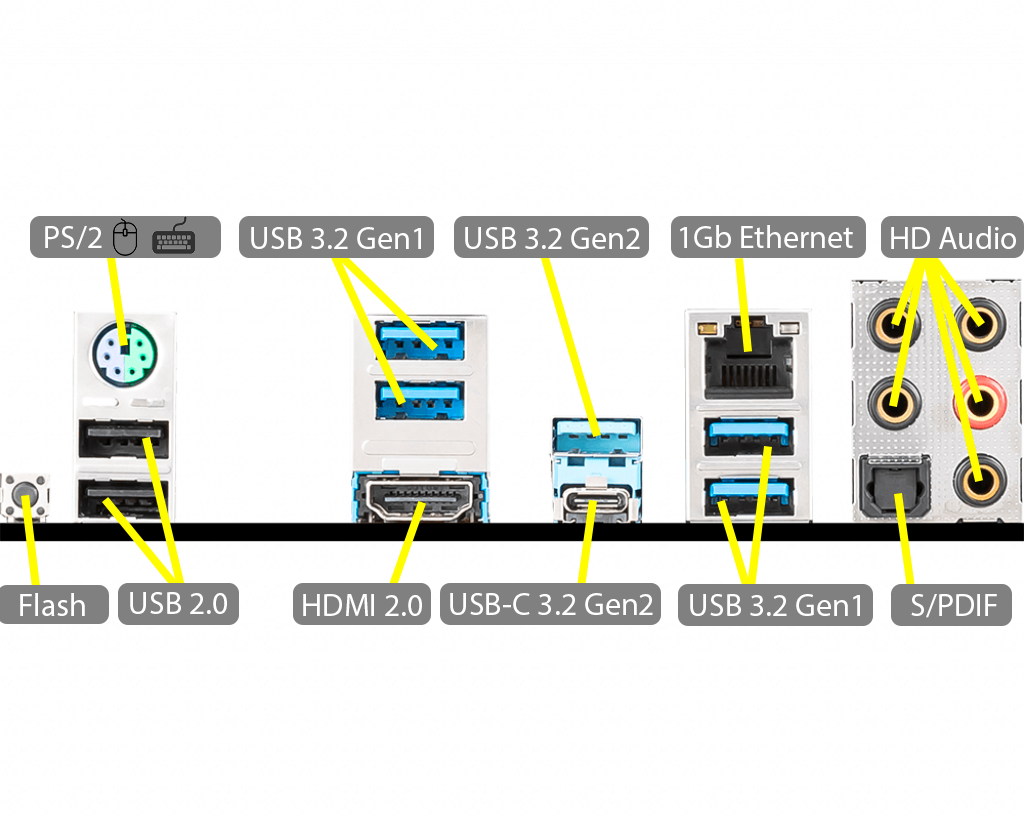 PS/2
USB 3.2 Gen1
USB 3.2 Gen2
1Gb Ethernet
HD Audio
Flash
USB 2.0
HDMI 2.0
USB-C 3.2 Gen2
USB 3.2 Gen1
S/PDIF